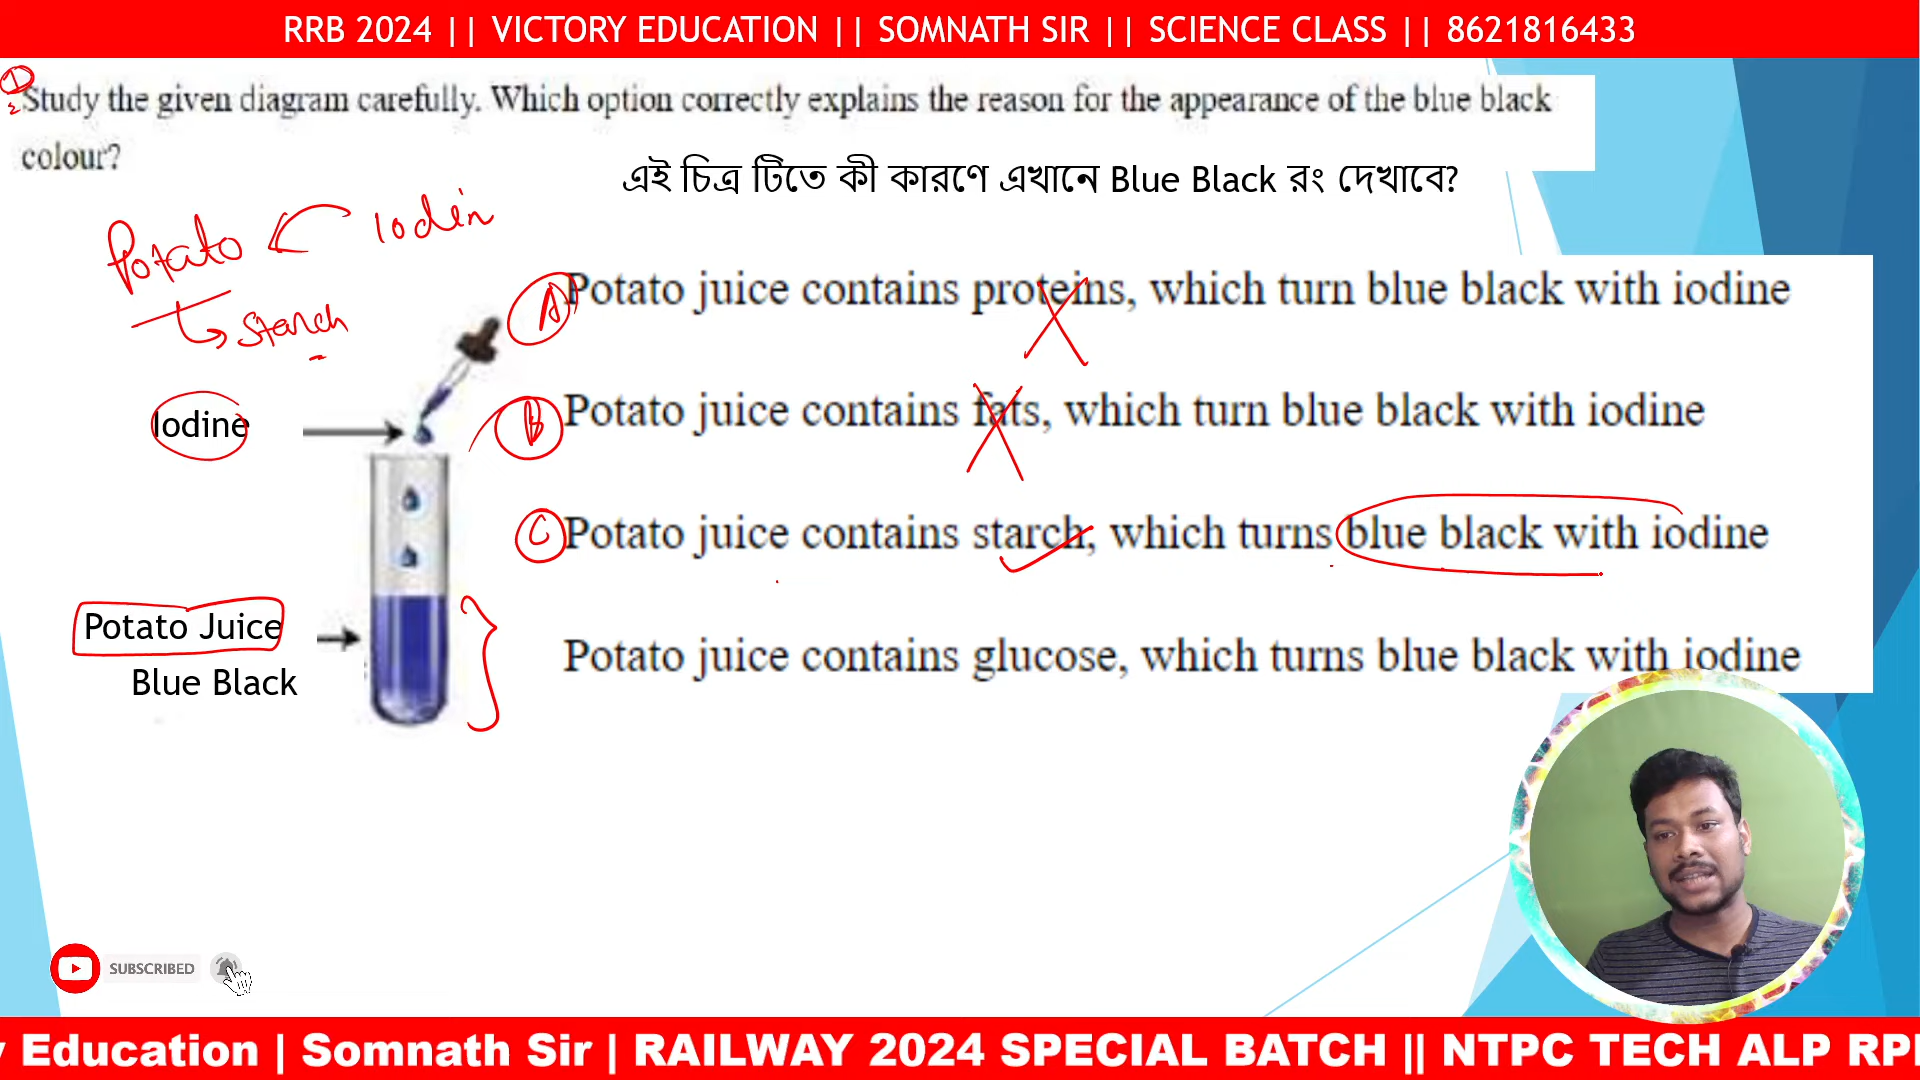 RRB 2024 || VICTORY EDUCATION || SOMNATH SIR || SCIENCE CLASS || 8621816433
1
2
Study the given diagram carefully. Which option correctly explains the reason for the appearance of the blue black
colour?
এই চিত্র টিতে কী কারণে এখানে Blue Black রং দেখাবে?
Potato Iodin
starch
A Potato juice contains proteins, which turn blue black with iodine
Iodine
B Potato juice contains fats, which turn blue black with iodine
C Potato juice contains starch, which turns blue black with iodine
Potato Juice
Blue Black
Potato juice contains glucose, which turns blue black with iodine
SUBSCRIBED
y Education | Somnath Sir | RAILWAY 2024 SPECIAL BATCH || NTPC TECH ALP RP